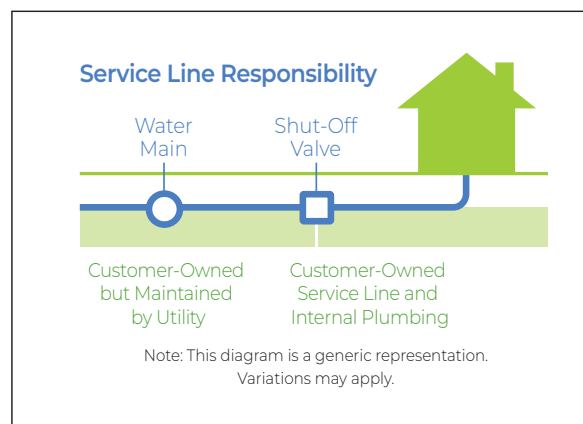 Service Line Responsibility
Water
Main
Shut-Off
Valve
Customer-Owned
but Maintained
by Utility
Customer-Owned
Service Line and
Internal Plumbing
Note: This diagram is a generic representation.
Variations may apply.